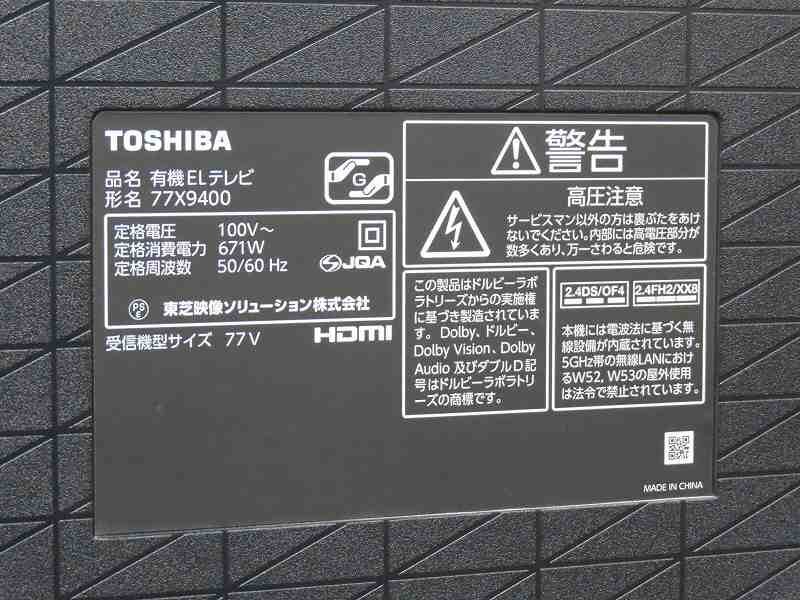 TOSHIBA
品名 有機ELテレビ
形名 77X9400
G
定格電圧 100V～
定格消費電力 671W
定格周波数 50/60 Hz
JQA
PS
E
東芝映像ソリューション株式会社
受信機型サイズ 77V
HDMI
警告
高圧注意
サービスマン以外の方は裏ぶたをあけ
ないでください。内部には高電圧部分が
数多くあり、万一さわると危険です。
この製品はドルビーラボ
ラトリーズからの実施権
に基づき製造されていま
す。Dolby、ドルビー、
Dolby Vision、Dolby
Audio 及びダブルD記
号はドルビーラボラトリ
ーズの商標です。
2.4DS/OF4 2.4FH2/XX8
本機には電波法に基づく無
線設備が内蔵されています。
5GHz帯の無線LANにおけ
るW52、W53の屋外使用
は法令で禁止されています。
MADE IN CHINA